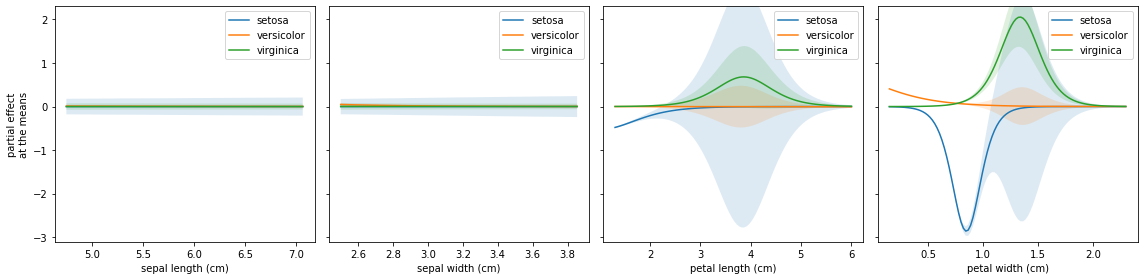 partial effect
at the means
2
1
0
−1
−2
−3
setosa
versicolor
virginica
5.0 5.5 6.0 6.5 7.0
sepal length (cm)
setosa
versicolor
virginica
2.6 2.8 3.0 3.2 3.4 3.6 3.8
sepal width (cm)
setosa
versicolor
virginica
2 3 4 5 6
petal length (cm)
setosa
versicolor
virginica
0.5 1.0 1.5 2.0
petal width (cm)